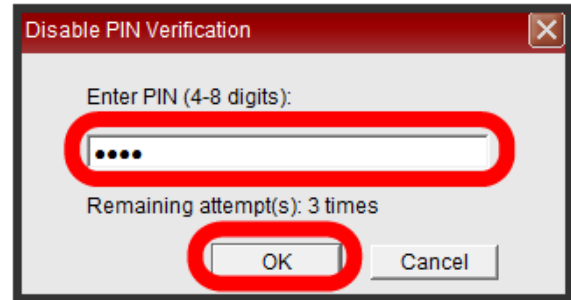 Disable PIN Verification
Enter PIN (4-8 digits):
••••
Remaining attempt(s): 3 times
OK Cancel